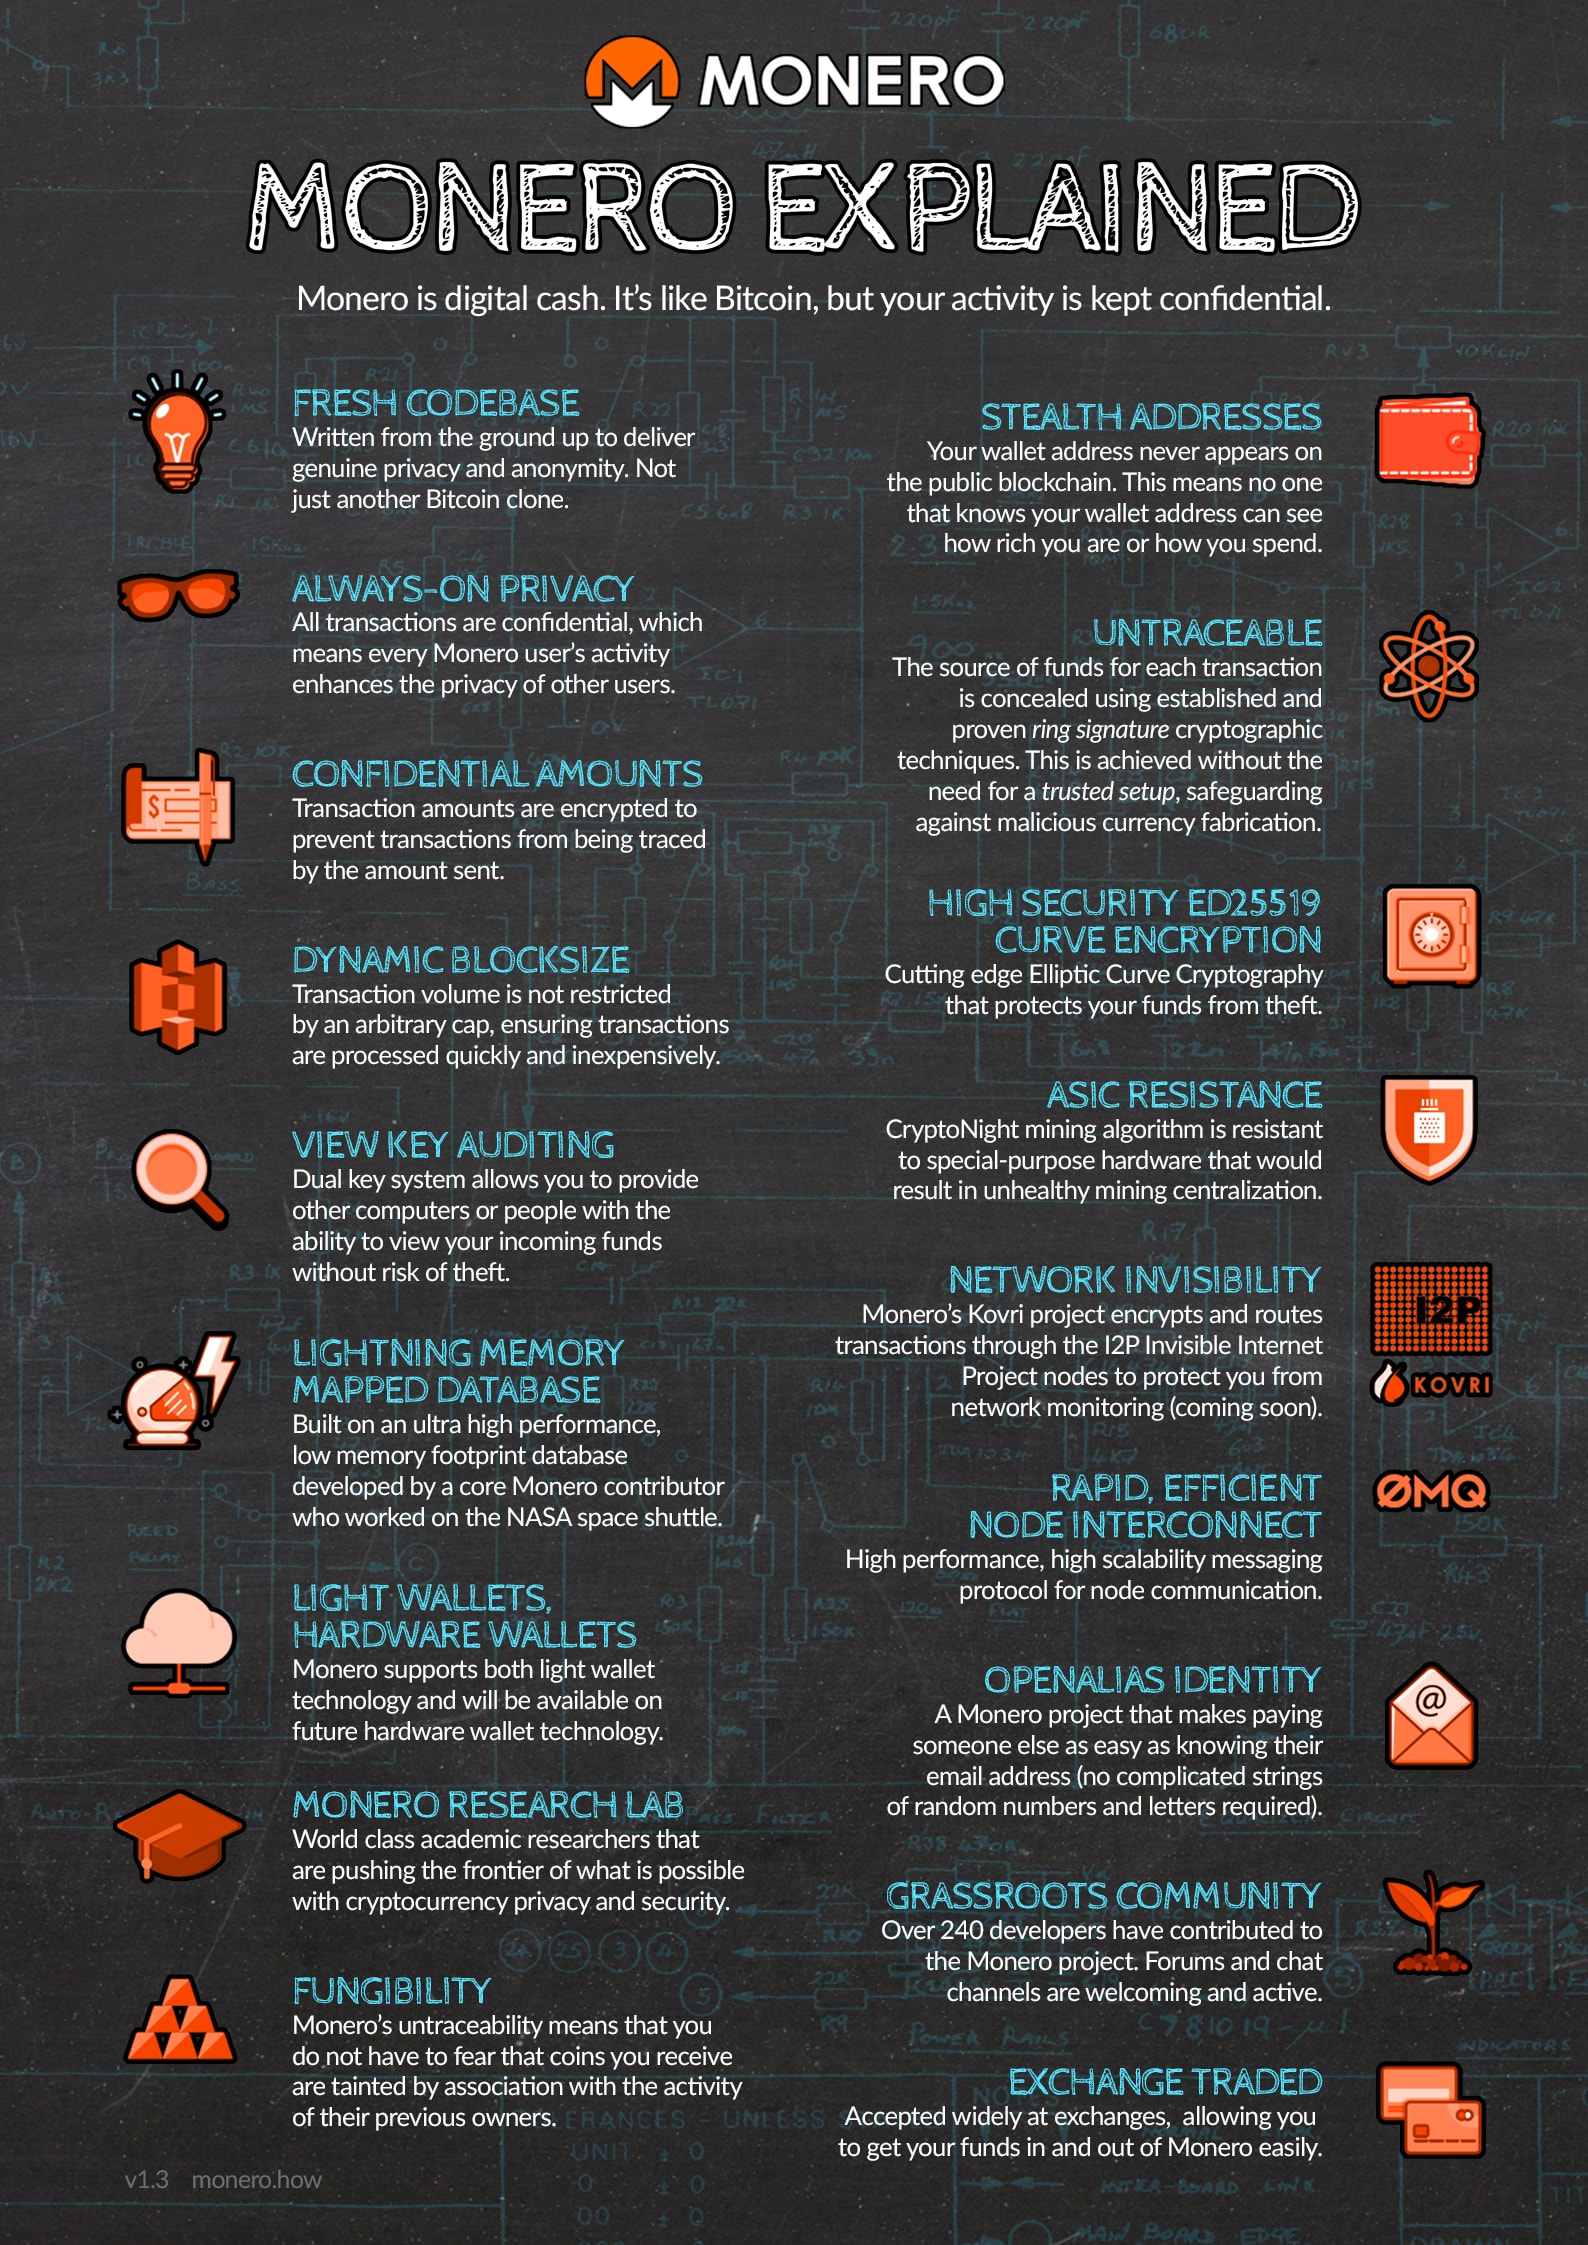 MONERO
MONERO EXPLAINED
Monero is digital cash. It's like Bitcoin, but your activity is kept confidential.
FRESH CODEBASE
Written from the ground up to deliver
genuine privacy and anonymity. Not
just another Bitcoin clone.
ALWAYS-ON PRIVACY
All transactions are confidential, which
means every Monero user's activity
enhances the privacy of other users.
CONFIDENTIAL AMOUNTS
Transaction amounts are encrypted to
prevent transactions from being traced
by the amount sent.
DYNAMIC BLOCKSIZE
Transaction volume is not restricted
by an arbitrary cap, ensuring transactions
are processed quickly and inexpensively.
VIEW KEY AUDITING
Dual key system allows you to provide
other computers or people with the
ability to view your incoming funds
without risk of theft.
LIGHTNING MEMORY
MAPPED DATABASE
Built on an ultra high performance,
low memory footprint database
developed by a core Monero contributor
who worked on the NASA space shuttle.
LIGHT WALLETS,
HARDWARE WALLETS
Monero supports both light wallet
technology and will be available on
future hardware wallet technology.
MONERO RESEARCH LAB
World class academic researchers that
are pushing the frontier of what is possible
with cryptocurrency privacy and security.
FUNGIBILITY
Monero's untraceability means that you
do not have to fear that coins you receive
are tainted by association with the activity
of their previous owners.
STEALTH ADDRESSES
Your wallet address never appears on
the public blockchain. This means no one
that knows your wallet address can see
how rich you are or how you spend.
UNTRACEABLE
The source of funds for each transaction
is concealed using established and
proven ring signature cryptographic
techniques. This is achieved without the
need for a trusted setup, safeguarding
against malicious currency fabrication.
HIGH SECURITY ED25519
CURVE ENCRYPTION
Cutting edge Elliptic Curve Cryptography
that protects your funds from theft.
ASIC RESISTANCE
CryptoNight mining algorithm is resistant
to special-purpose hardware that would
result in unhealthy mining centralization.
NETWORK INVISIBILITY
Monero's Kovri project encrypts and routes
transactions through the I2P Invisible Internet
Project nodes to protect you from
network monitoring (coming soon).
I2P
KOVRI
RAPID, EFFICIENT
NODE INTERCONNECT
High performance, high scalability messaging
protocol for node communication.
ØMQ
OPENALIAS IDENTITY
A Monero project that makes paying
someone else as easy as knowing their
email address (no complicated strings
of random numbers and letters required).
@
GRASSROOTS COMMUNITY
Over 240 developers have contributed to
the Monero project. Forums and chat
channels are welcoming and active.
EXCHANGE TRADED
Accepted widely at exchanges, allowing you
to get your funds in and out of Monero easily.
v1.3 monero.how